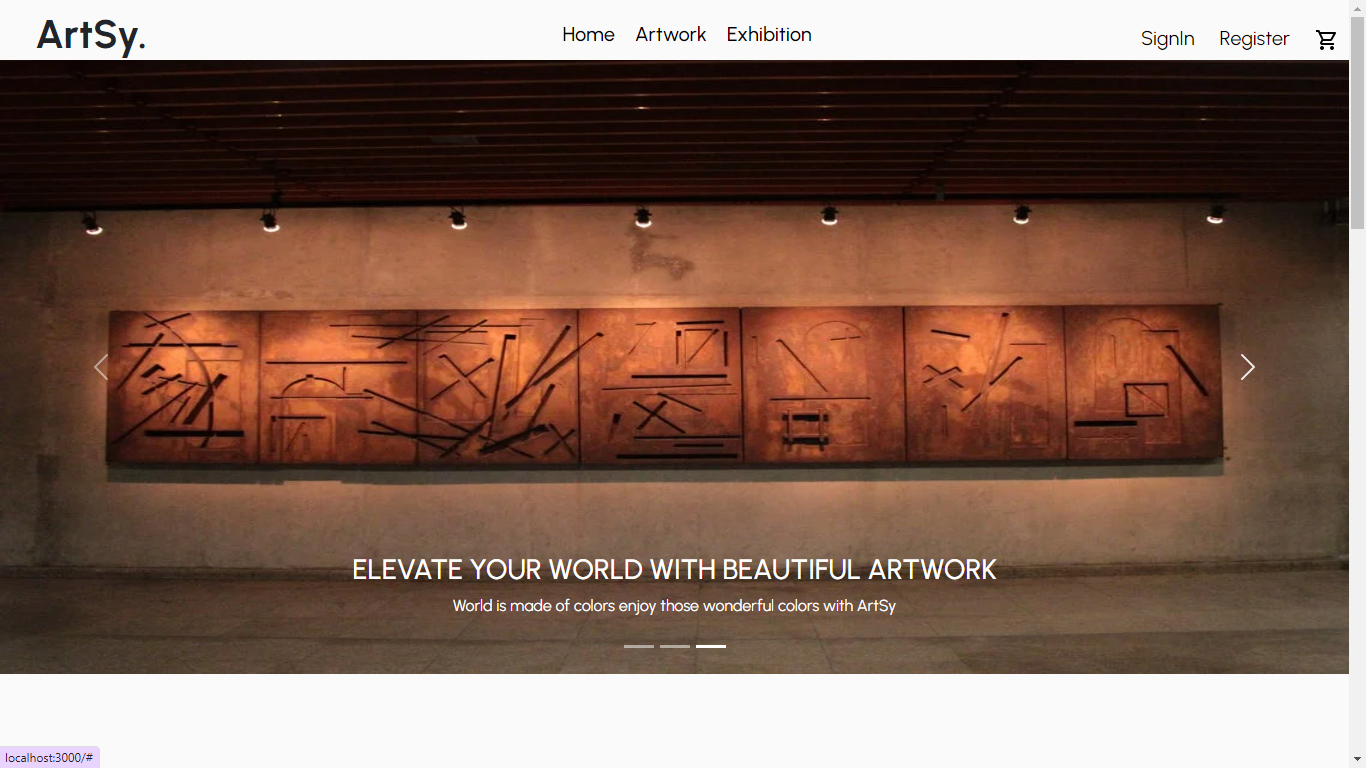 ArtSy.
Home Artwork Exhibition
SignIn Register
ELEVATE YOUR WORLD WITH BEAUTIFUL ARTWORK
World is made of colors enjoy those wonderful colors with ArtSy
localhost:3000/#